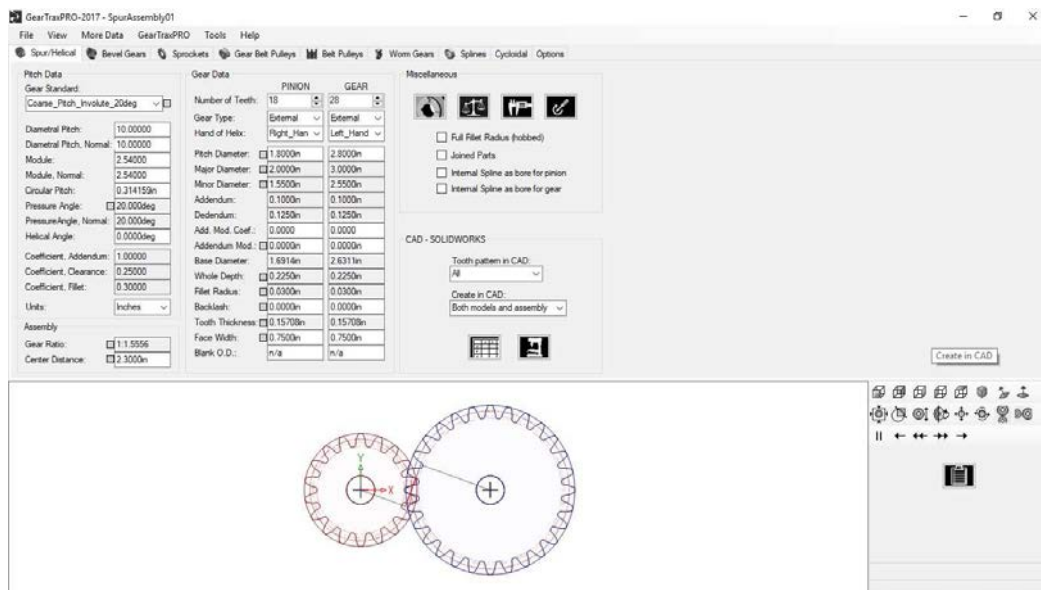 GearTraxPRO-2017 - SpurAssembly01
File View More Data GearTraxPRO Tools Help
Spur/Helical Bevel Gears Sprockets Gear Belt Pulleys Belt Pulleys Worm Gears Splines Cycloidal Options
Pitch Data
Gear Standard:
Coarse_Pitch_Involute_20deg
Diametral Pitch: 10.00000
Diametral Pitch, Normal: 10.00000
Module: 2.54000
Module, Normal: 2.54000
Circular Pitch: 0.314159in
Pressure Angle: 20.000deg
PressureAngle, Normal: 20.000deg
Helical Angle: 0.0000deg
Coefficient, Addendum: 1.00000
Coefficient, Clearance: 0.25000
Coefficient, Fillet: 0.30000
Units: Inches
Assembly
Gear Ratio: 1:1.5556
Center Distance: 2.3000in
Gear Data
PINION GEAR
Number of Teeth: 18 28
Gear Type: External External
Hand of Helix: Right_Han Left_Hand
Pitch Diameter: 1.8000in 2.8000in
Major Diameter: 2.0000in 3.0000in
Minor Diameter: 1.5500in 2.5500in
Addendum: 0.1000in 0.1000in
Dedendum: 0.1250in 0.1250in
Add. Mod. Coef.: 0.0000 0.0000
Addendum Mod.: 0.0000in 0.0000in
Base Diameter: 1.6914in 2.6311in
Whole Depth: 0.2250in 0.2250in
Fillet Radius: 0.0300in 0.0300in
Backlash: 0.0000in 0.0000in
Tooth Thickness: 0.15708in 0.15708in
Face Width: 0.7500in 0.7500in
Blank O.D.: n/a n/a
Miscellaneous
Full Fillet Radius (hobbed)
Joined Parts
Internal Spline as bore for pinion
Internal Spline as bore for gear
CAD - SOLIDWORKS
Tooth pattern in CAD:
All
Create in CAD:
Both models and assembly
Create in CAD
Y
X